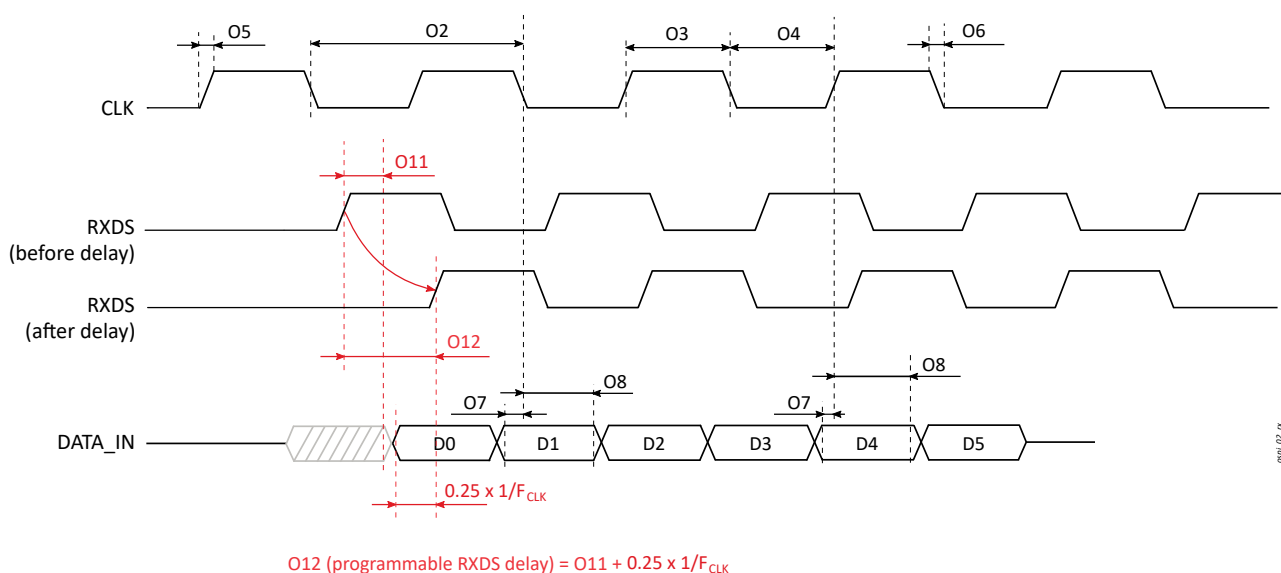 O5
O2
O3
O4
O6
CLK
O11
RXDS
(before delay)
RXDS
(after delay)
O12
O8
O8
O7
O7
DATA_IN
D0
D1
D2
D3
D4
D5
0.25 x 1/FCLK
O12 (programmable RXDS delay) = O11 + 0.25 x 1/FCLK
qspi_02_rx